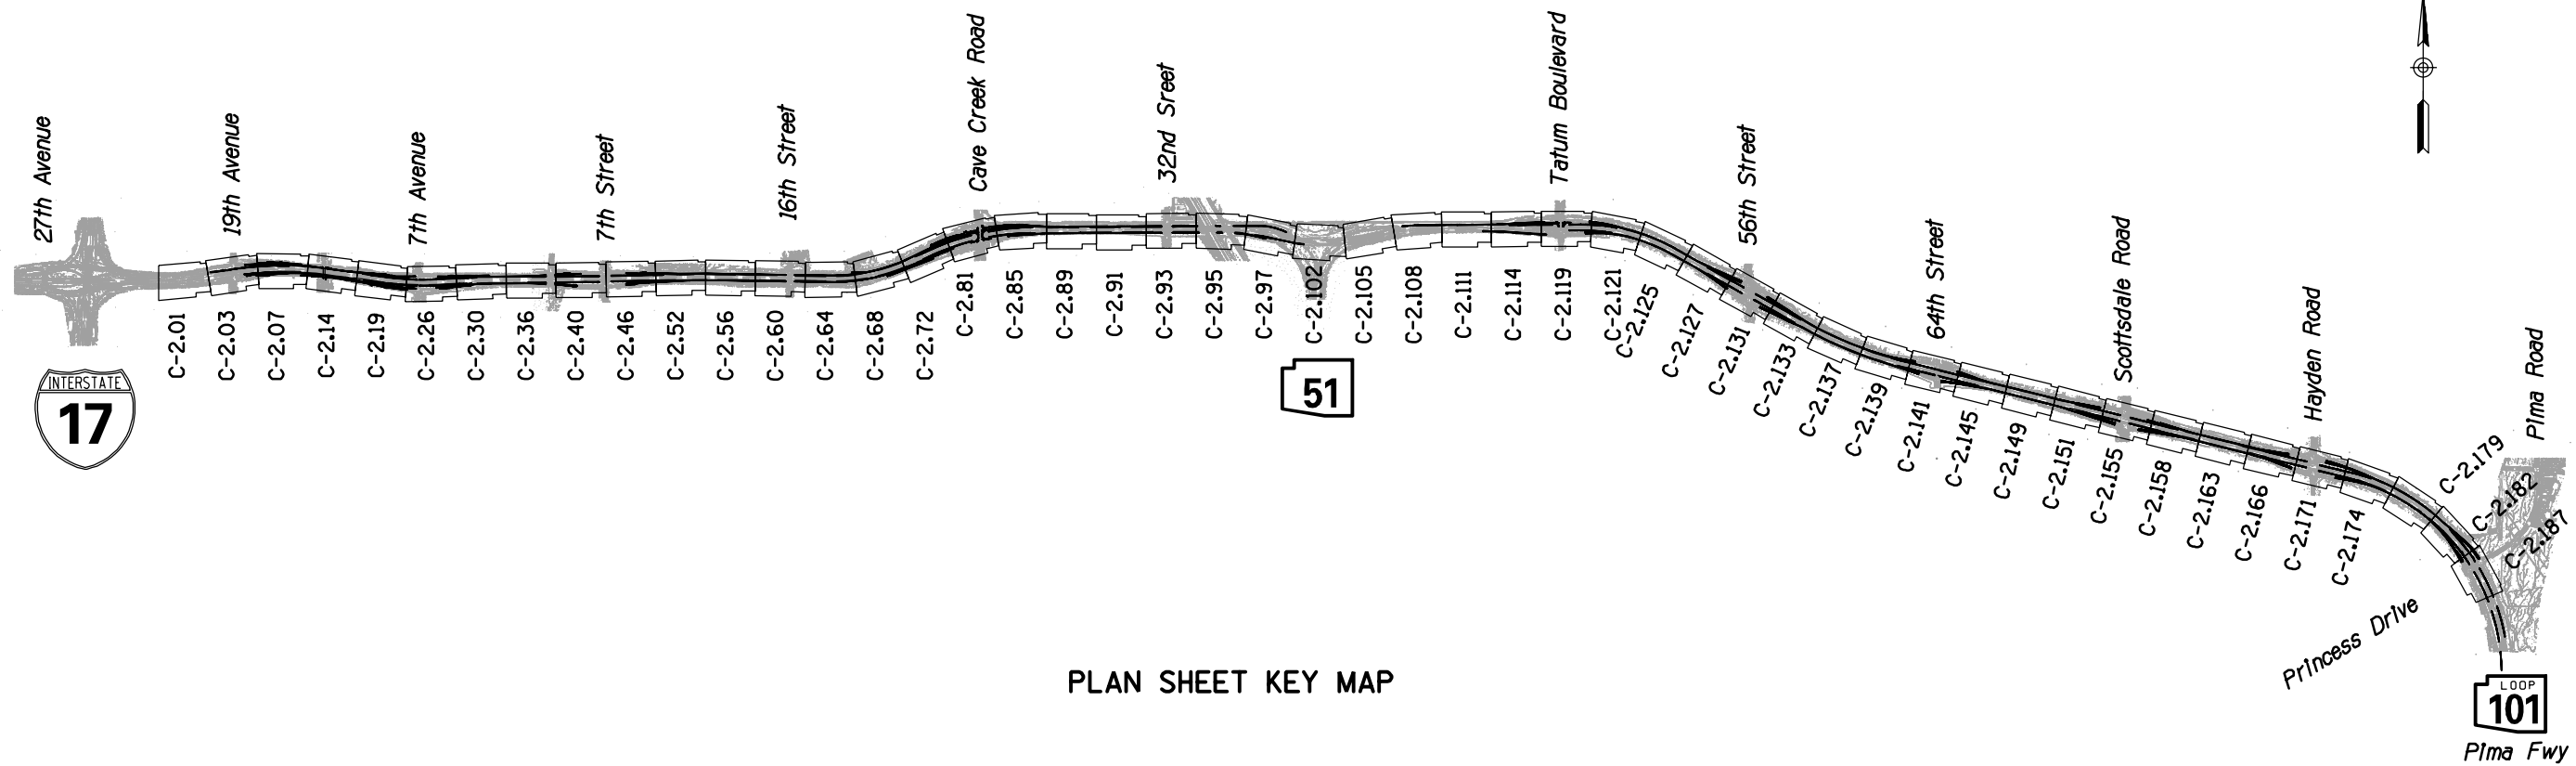 27th Avenue
19th Avenue
7th Avenue
7th Street
16th Street
Cave Creek Road
32nd Sreet
Tatum Boulevard
56th Street
64th Street
Scottsdale Road
Hayden Road
Pima Road
C-2.01
C-2.03
C-2.07
C-2.14
C-2.19
C-2.26
C-2.30
C-2.36
C-2.40
C-2.46
C-2.52
C-2.56
C-2.60
C-2.64
C-2.68
C-2.72
C-2.81
C-2.85
C-2.89
C-2.91
C-2.93
C-2.95
C-2.97
C-2.102
C-2.105
C-2.108
C-2.111
C-2.114
C-2.119
C-2.121
C-2.125
C-2.127
C-2.131
C-2.133
C-2.137
C-2.139
C-2.141
C-2.145
C-2.149
C-2.151
C-2.155
C-2.158
C-2.163
C-2.166
C-2.171
C-2.174
C-2.179
C-2.182
C-2.187
INTERSTATE
17
51
Princess Drive
PLAN SHEET KEY MAP
LOOP
101
Pima Fwy